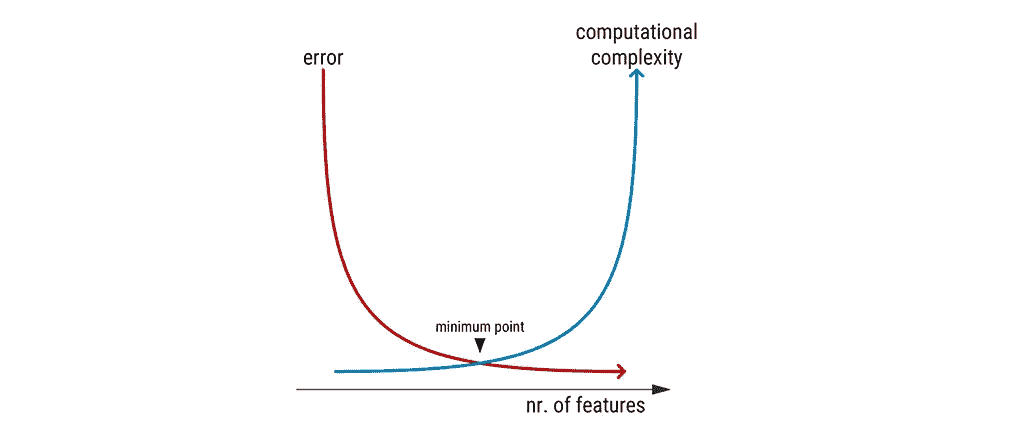 computational
error
complexity
minimum point
nr. of features